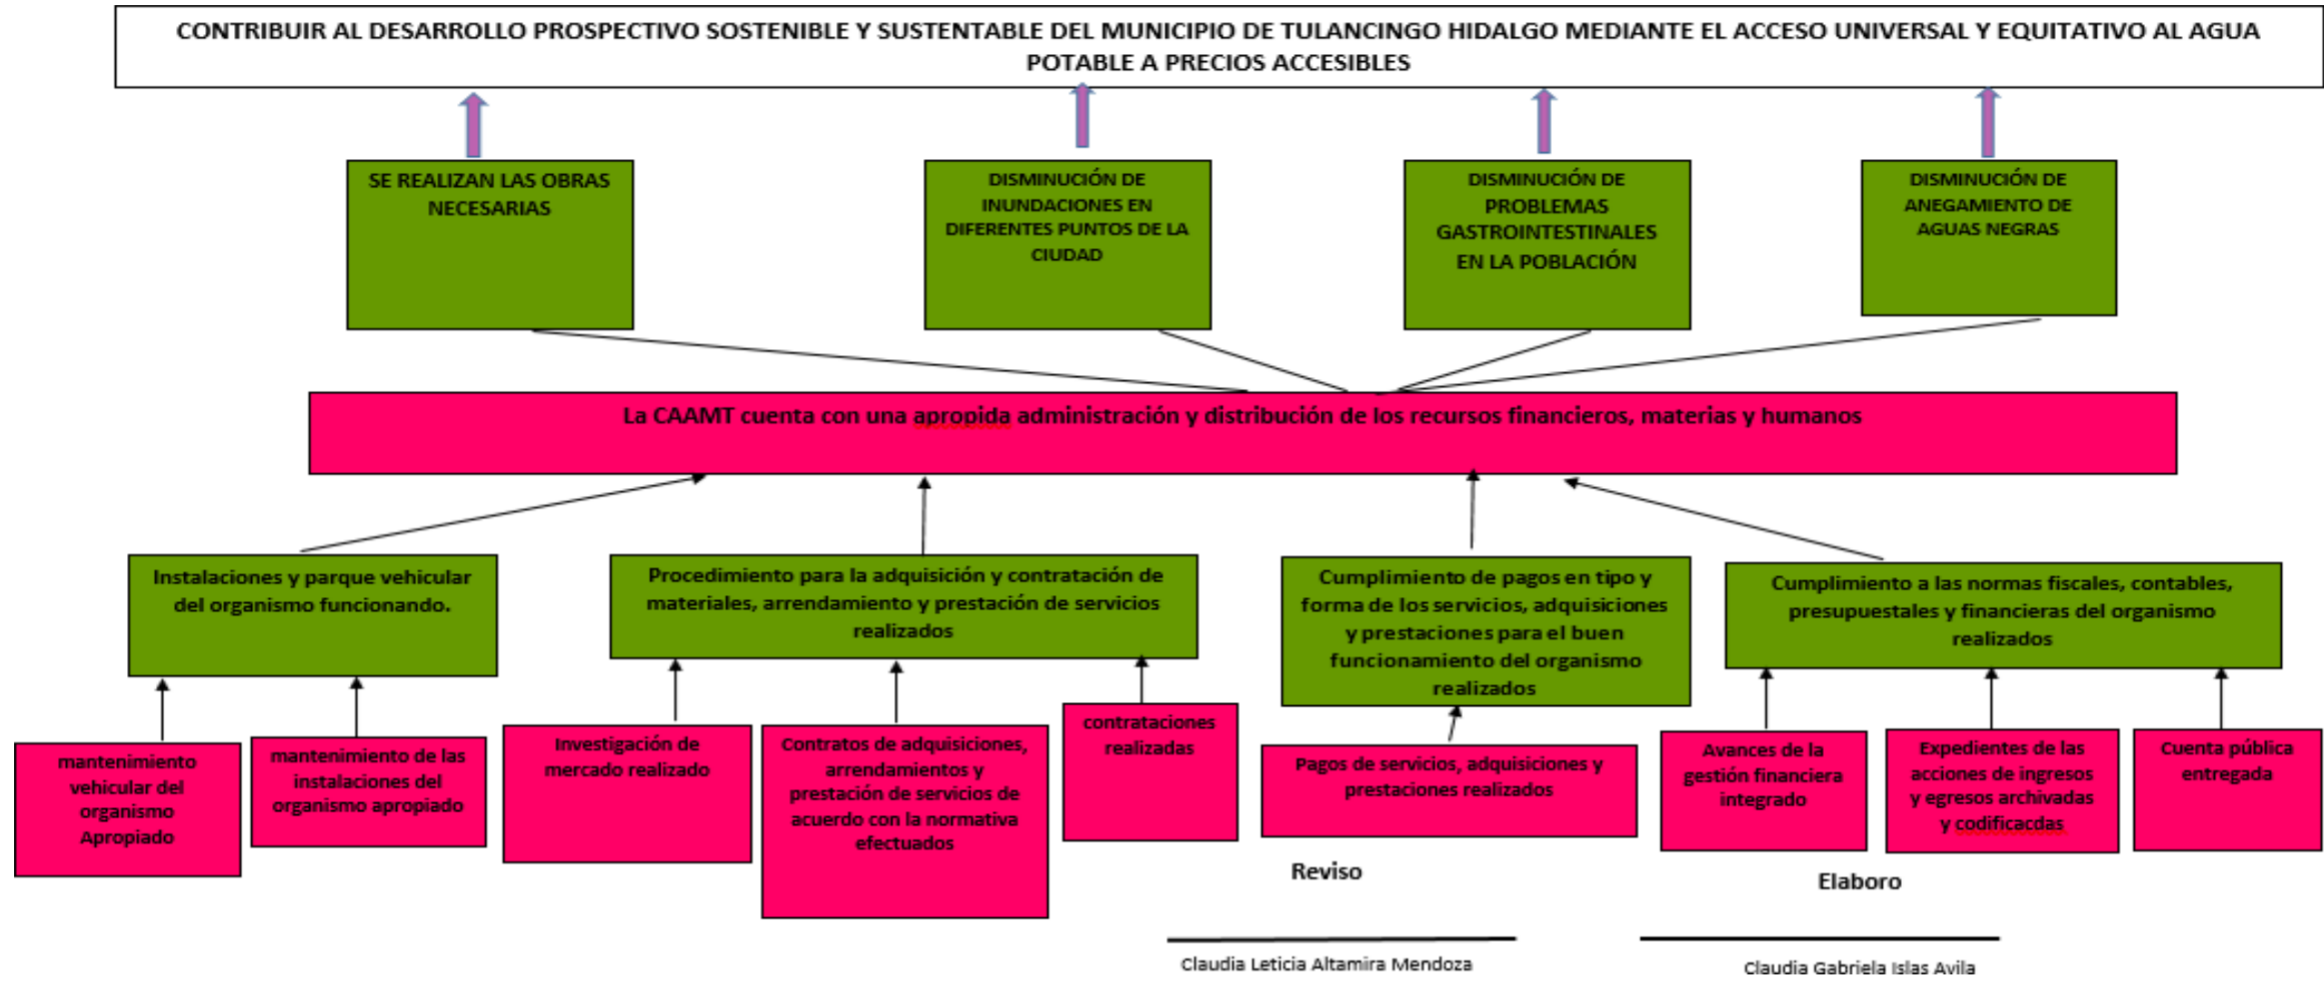 CONTRIBUIR AL DESARROLLO PROSPECTIVO SOSTENIBLE Y SUSTENTABLE DEL MUNICIPIO DE TULANCINGO HIDALGO MEDIANTE EL ACCESO UNIVERSAL Y EQUITATIVO AL AGUA
POTABLE A PRECIOS ACCESIBLES
SE REALIZAN LAS OBRAS
NECESARIAS
DISMINUCIÓN DE
INUNDACIONES EN
DIFERENTES PUNTOS DE LA
CIUDAD
DISMINUCIÓN DE
PROBLEMAS
GASTROINTESTINALES
EN LA POBLACIÓN
DISMINUCIÓN DE
ANEGAMIENTO DE
AGUAS NEGRAS
La CAAMT cuenta con una apropida administración y distribución de los recursos financieros, materias y humanos
Instalaciones y parque vehicular
del organismo funcionando.
Procedimiento para la adquisición y contratación de
materiales, arrendamiento y prestación de servicios
realizados
Cumplimiento de pagos en tipo y
forma de los servicios, adquisiciones
y prestaciones para el buen
funcionamiento del organismo
realizados
Cumplimiento a las normas fiscales, contables,
presupuestales y financieras del organismo
realizados
mantenimiento
vehicular del
organismo
Apropiado
mantenimiento de las
instalaciones del
organismo apropiado
Investigación de
mercado realizado
Contratos de adquisiciones,
arrendamientos y
prestación de servicios de
acuerdo con la normativa
efectuados
contrataciones
realizadas
Pagos de servicios, adquisiciones y
prestaciones realizados
Avances de la
gestión financiera
integrado
Expedientes de las
acciones de ingresos
y egresos archivadas
y codificacdas
Cuenta pública
entregada
Reviso
Elaboro
Claudia Leticia Altamira Mendoza
Claudia Gabriela Islas Avila